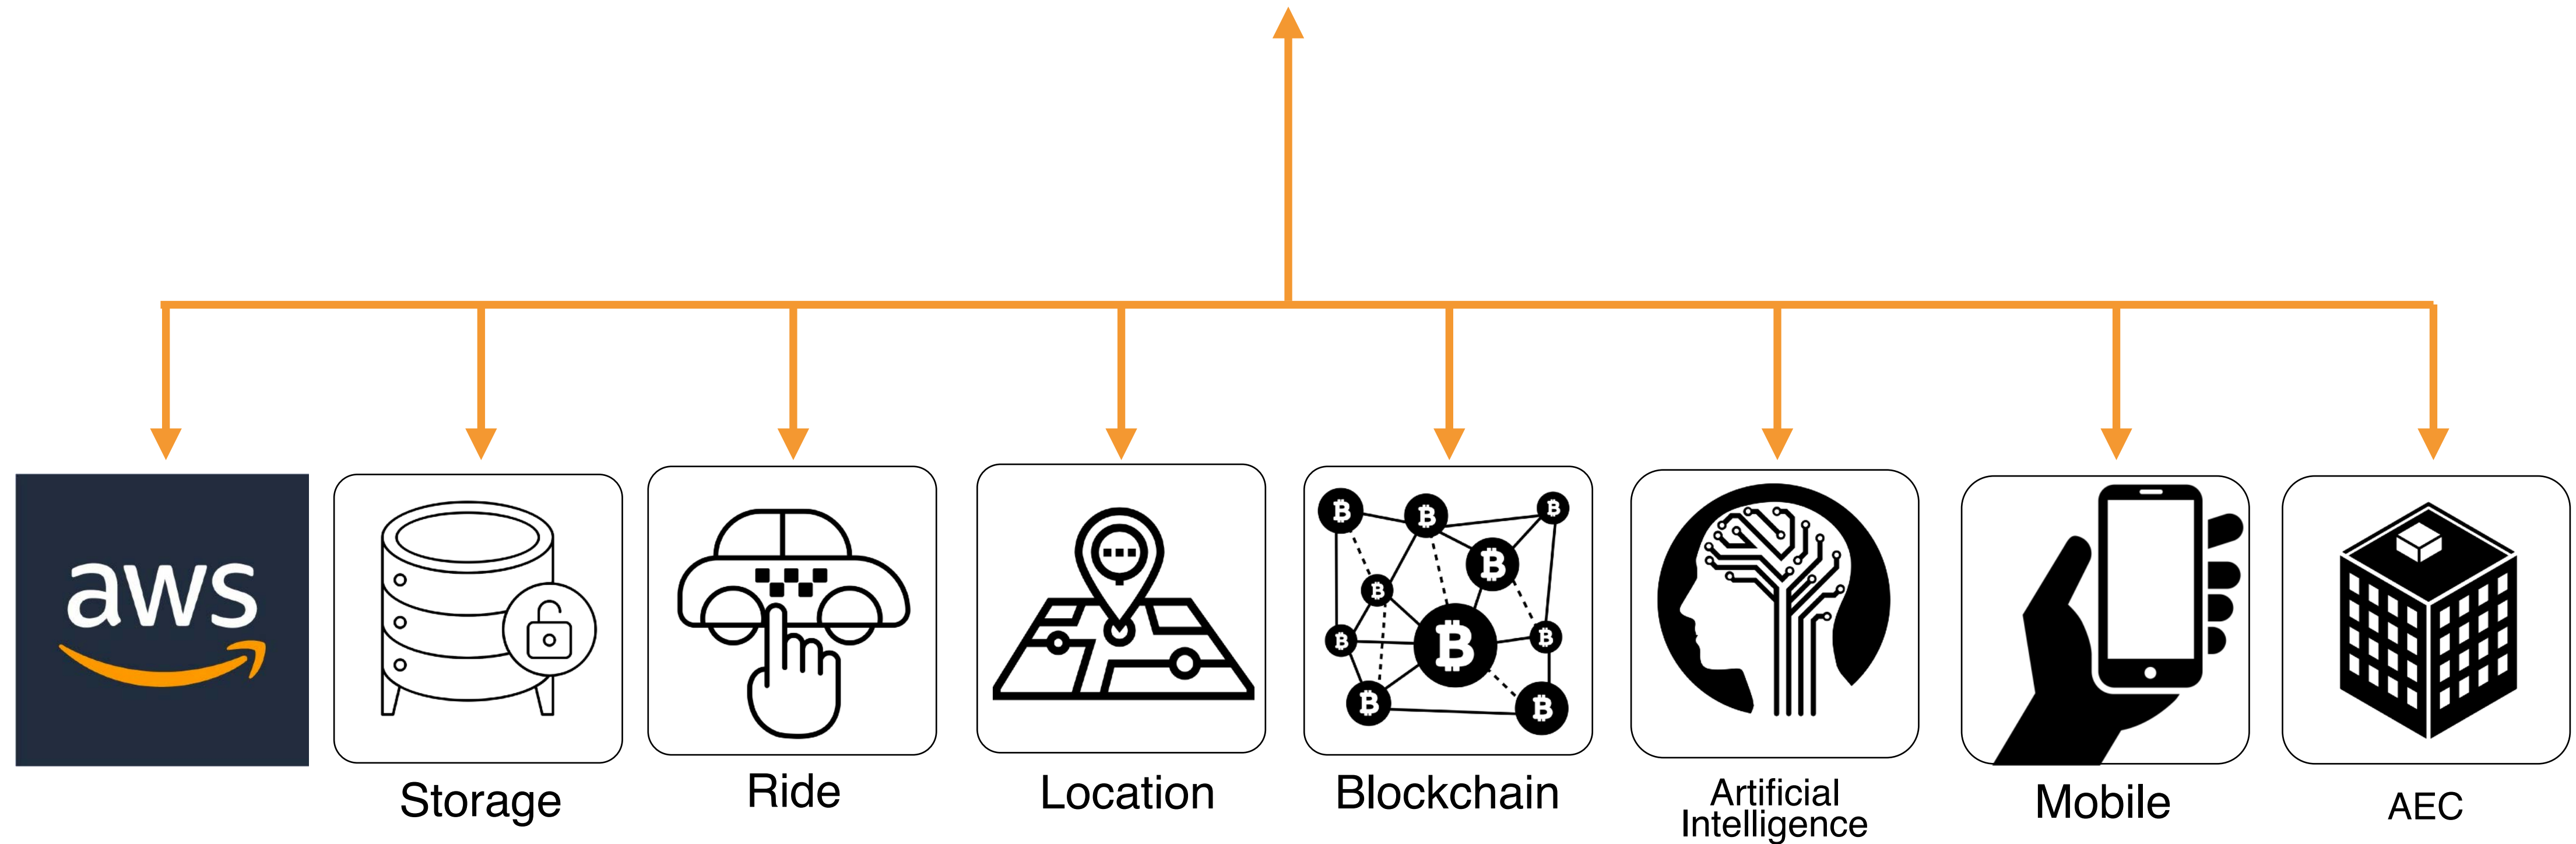 aws
Storage
Ride
Location
Blockchain
Artificial
Intelligence
Mobile
AEC